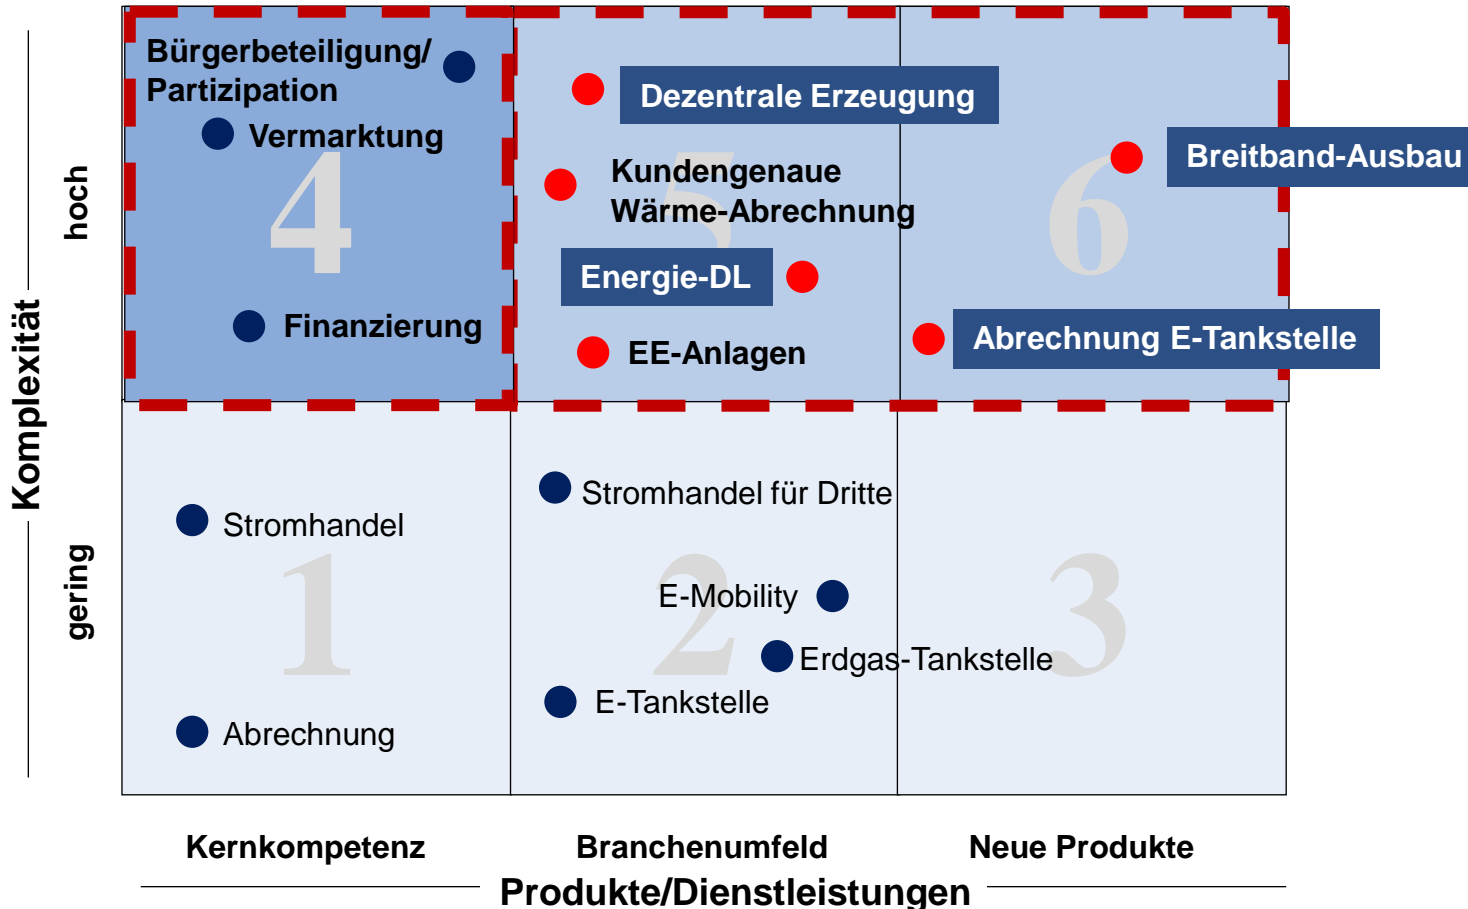 Bürgerbeteiligung/
Partizipation
Vermarktung
4
Finanzierung
Dezentrale Erzeugung
5
Kundengenaue
Wärme-Abrechnung
Energie-DL
EE-Anlagen
Breitband-Ausbau
6
Abrechnung E-Tankstelle
hoch
Komplexität
gering
Stromhandel
1
Abrechnung
Stromhandel für Dritte
2
E-Mobility
Erdgas-Tankstelle
E-Tankstelle
3
Kernkompetenz
Branchenumfeld
Neue Produkte
Produkte/Dienstleistungen